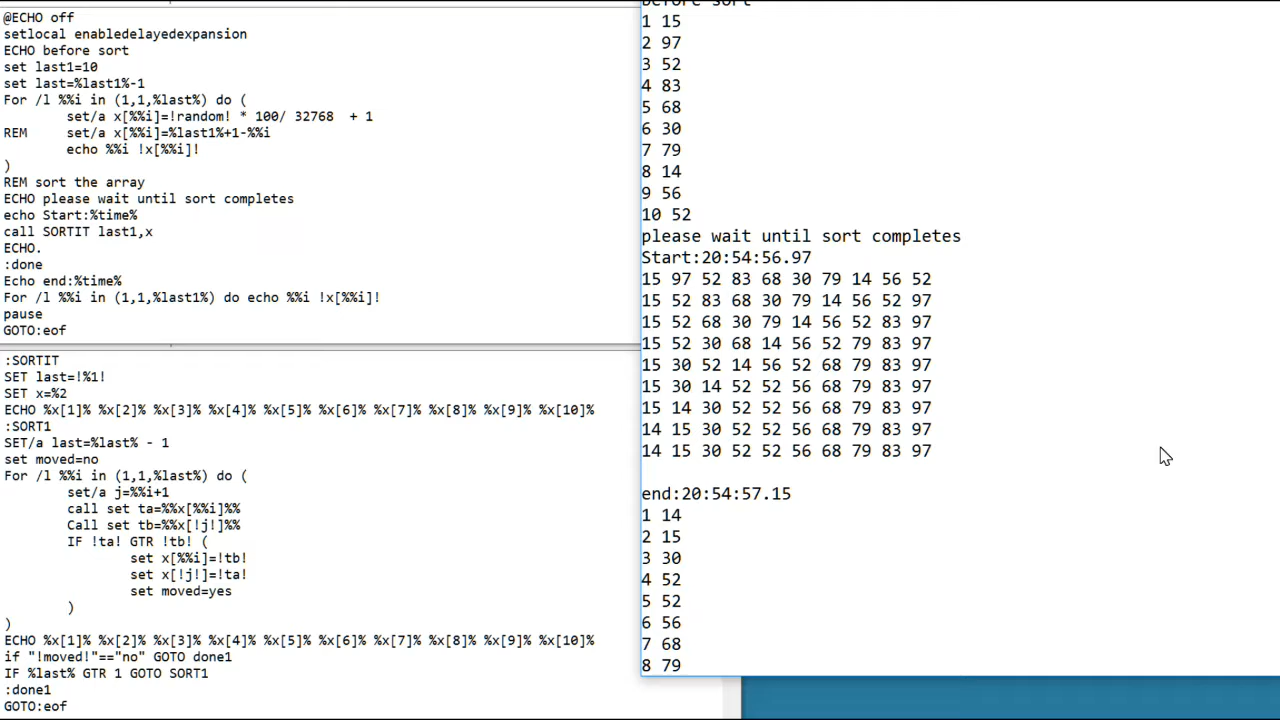 @ECHO off
setlocal enabledelayedexpansion
ECHO before sort
set last1=10
set last=%last1%-1
For /l %%i in (1,1,%last%) do (
set/a x[%%i]=!random! * 100/ 32768  + 1
REM     set/a x[%%i]=%last1%+1-%%i
echo %%i !x[%%i]!
)
REM sort the array
ECHO please wait until sort completes
echo Start:%time%
call SORTIT last1,x
ECHO.
:done
Echo end:%time%
For /l %%i in (1,1,%last1%) do echo %%i !x[%%i]!
pause
GOTO:eof
:SORTIT
SET last=!%1!
SET x=%2
ECHO %x[1]% %x[2]% %x[3]% %x[4]% %x[5]% %x[6]% %x[7]% %x[8]% %x[9]% %x[10]%
:SORT1
SET/a last=%last% - 1
set moved=no
For /l %%i in (1,1,%last%) do (
set/a j=%%i+1
call set ta=%%x[%%i]%%
Call set tb=%%x[!j!]%%
IF !ta! GTR !tb! (
set x[%%i]=!tb!
set x[!j!]=!ta!
set moved=yes
)
)
ECHO %x[1]% %x[2]% %x[3]% %x[4]% %x[5]% %x[6]% %x[7]% %x[8]% %x[9]% %x[10]%
if "!moved!"=="no" GOTO done1
IF %last% GTR 1 GOTO SORT1
:done1
GOTO:eof
before sort
1 15
2 97
3 52
4 83
5 68
6 30
7 79
8 14
9 56
10 52
please wait until sort completes
Start:20:54:56.97
15 97 52 83 68 30 79 14 56 52
15 52 83 68 30 79 14 56 52 97
15 52 68 30 79 14 56 52 83 97
15 52 30 68 14 56 52 79 83 97
15 30 52 14 56 52 68 79 83 97
15 30 14 52 52 56 68 79 83 97
15 14 30 52 52 56 68 79 83 97
14 15 30 52 52 56 68 79 83 97
14 15 30 52 52 56 68 79 83 97
end:20:54:57.15
1 14
2 15
3 30
4 52
5 52
6 56
7 68
8 79